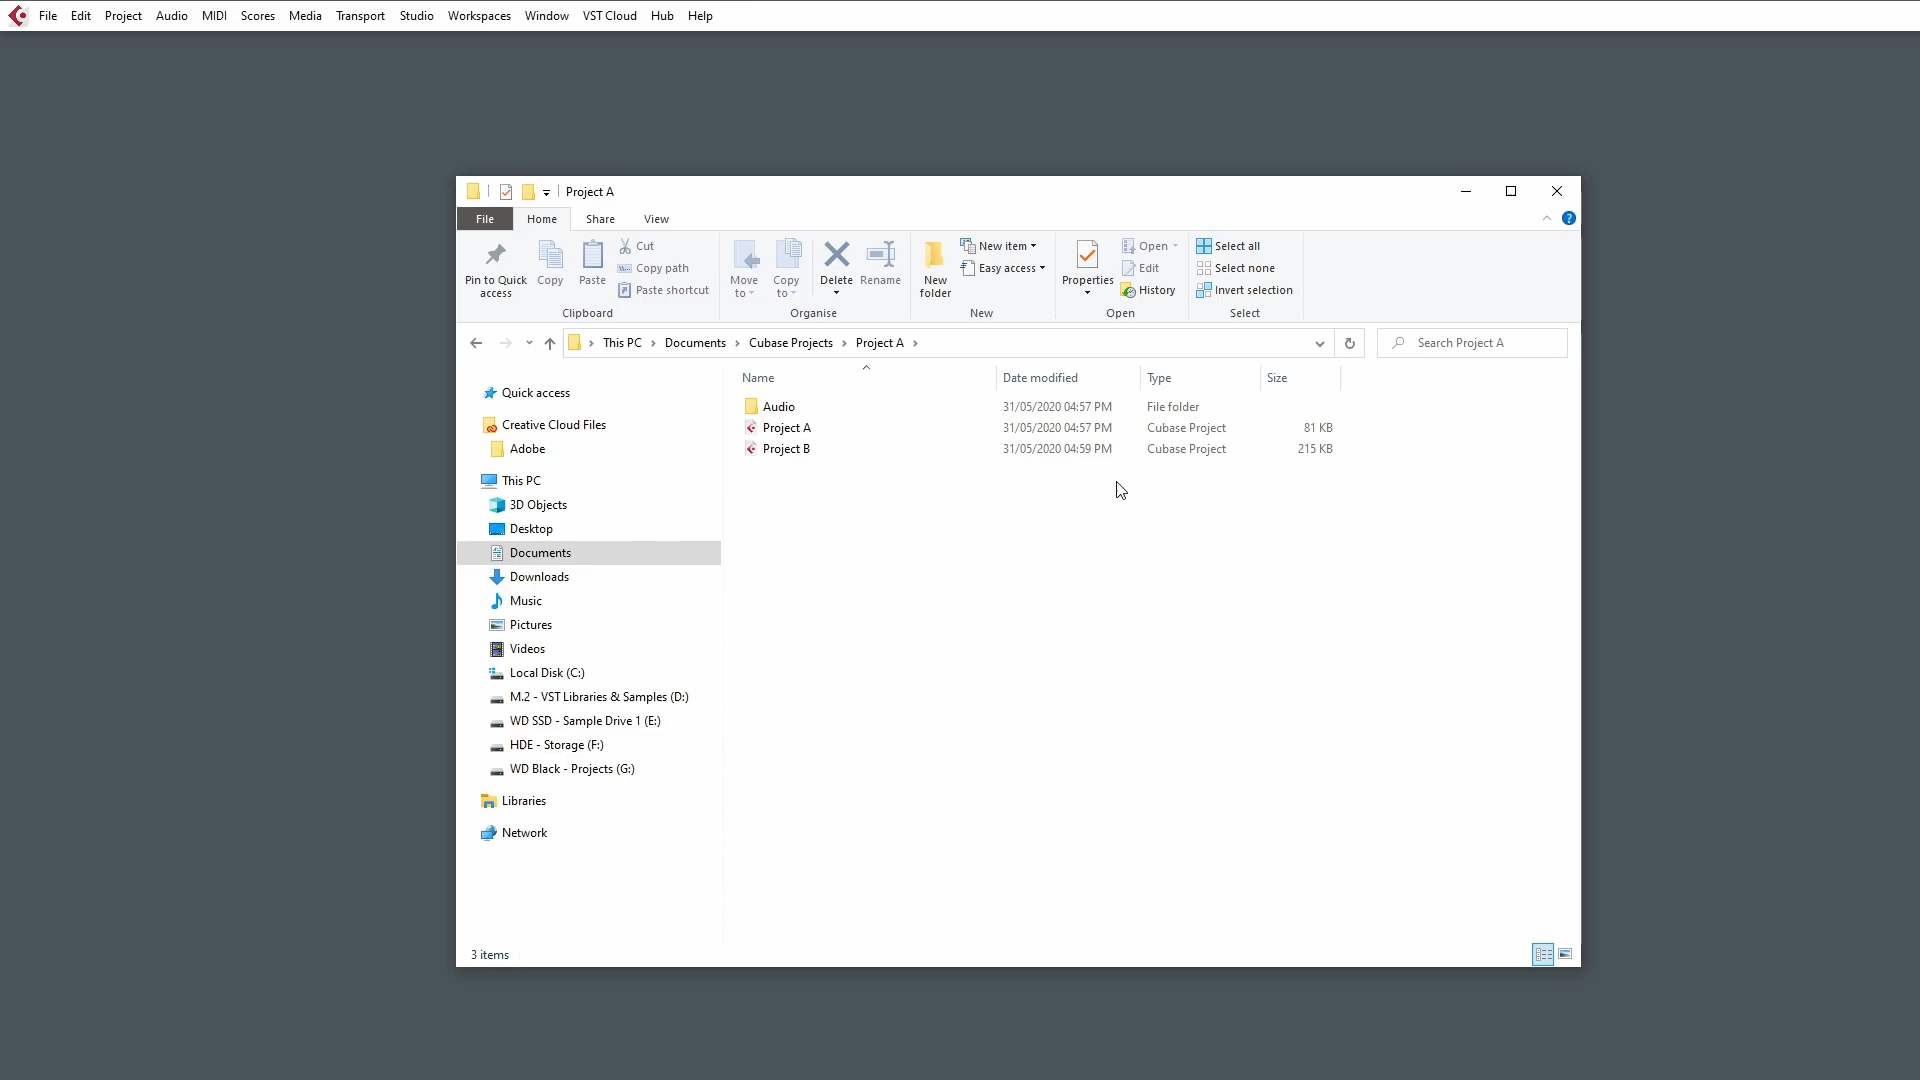 File Edit Project Audio MIDI Scores Media Transport Studio Workspaces Window VST Cloud Hub Help
Project A
File Home Share View
Pin to Quick access
Copy
Paste
Cut
Copy path
Paste shortcut
Clipboard
Move to
Copy to
Delete
Rename
Organise
New folder
New item
Easy access
New
Properties
Open
Edit
History
Open
Select all
Select none
Invert selection
Select
This PC Documents Cubase Projects Project A
Search Project A
Quick access
Creative Cloud Files
Adobe
This PC
3D Objects
Desktop
Documents
Downloads
Music
Pictures
Videos
Local Disk (C:)
M.2 - VST Libraries & Samples (D:)
WD SSD - Sample Drive 1 (E:)
HDE - Storage (F:)
WD Black - Projects (G:)
Libraries
Network
Name Date modified Type Size
Audio 31/05/2020 04:57 PM File folder
Project A 31/05/2020 04:57 PM Cubase Project 81 KB
Project B 31/05/2020 04:59 PM Cubase Project 215 KB
3 items